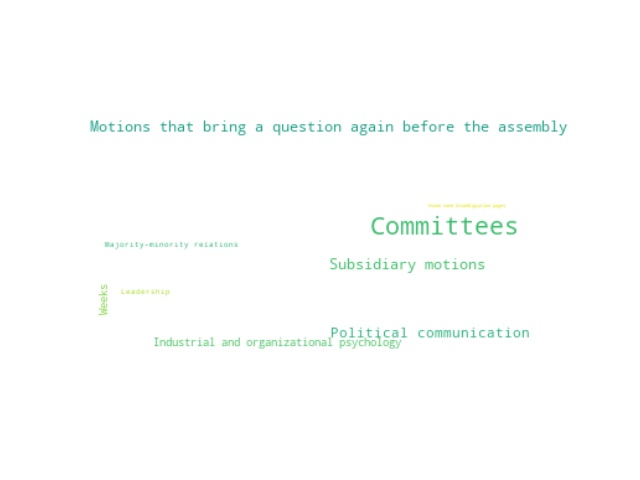 Motions that bring a question again before the assembly
Committees
Majority-minority relations
Subsidiary motions
Leadership
Weeks
Political communication
Industrial and organizational psychology